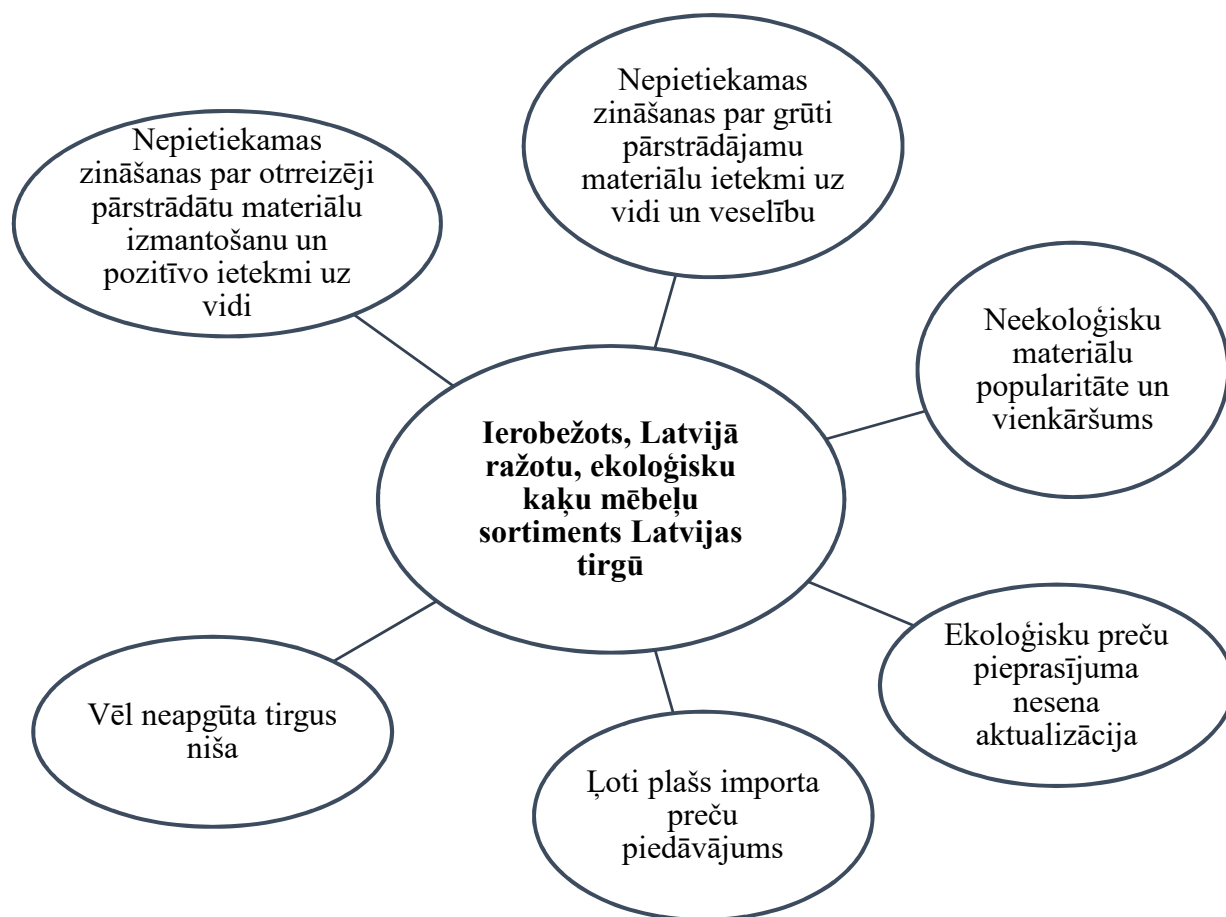 Nepietiekamas
zināšanas par otrreizēji
pārstrādātu materiālu
izmantošanu un
pozitīvo ietekmi uz
vidi
Nepietiekamas
zināšanas par grūti
pārstrādājamu
materiālu ietekmi uz
vidi un veselību
Neekoloģisku
materiālu
popularitāte un
vienkāršums
Ierobežots, Latvijā
ražotu, ekoloģisku
kaķu mēbeļu
sortiments Latvijas
tirgū
Ekoloģisku preču
pieprasījuma
nesena
aktualizācija
Vēl neapgūta tirgus
niša
Ļoti plašs importa
preču
piedāvājums